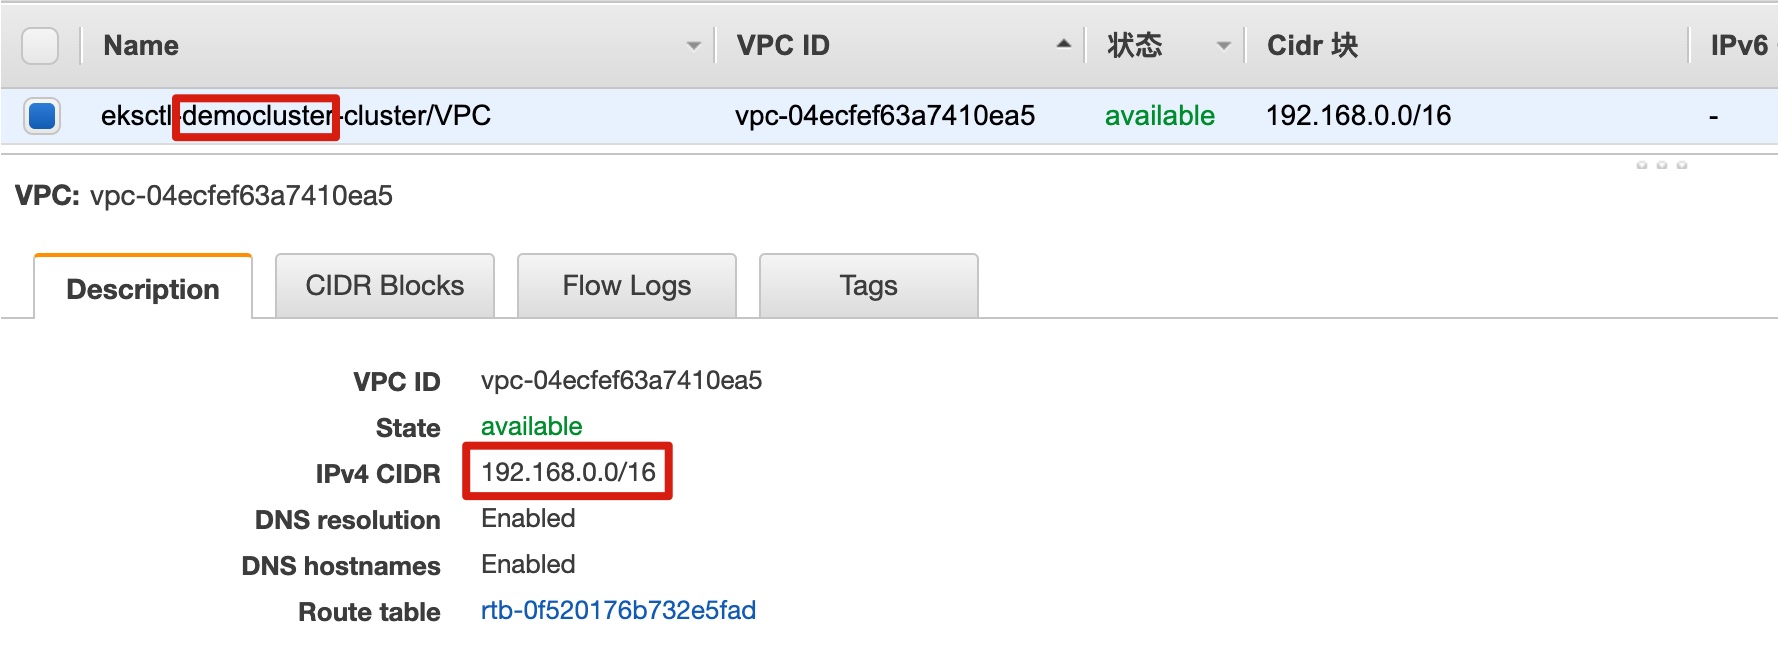 Name VPC ID 状态 Cidr 块 IPv6
eksctl-democluster-cluster/VPC vpc-04ecfef63a7410ea5 available 192.168.0.0/16 -
VPC: vpc-04ecfef63a7410ea5
Description CIDR Blocks Flow Logs Tags
VPC ID vpc-04ecfef63a7410ea5
State available
IPv4 CIDR 192.168.0.0/16
DNS resolution Enabled
DNS hostnames Enabled
Route table rtb-0f520176b732e5fad